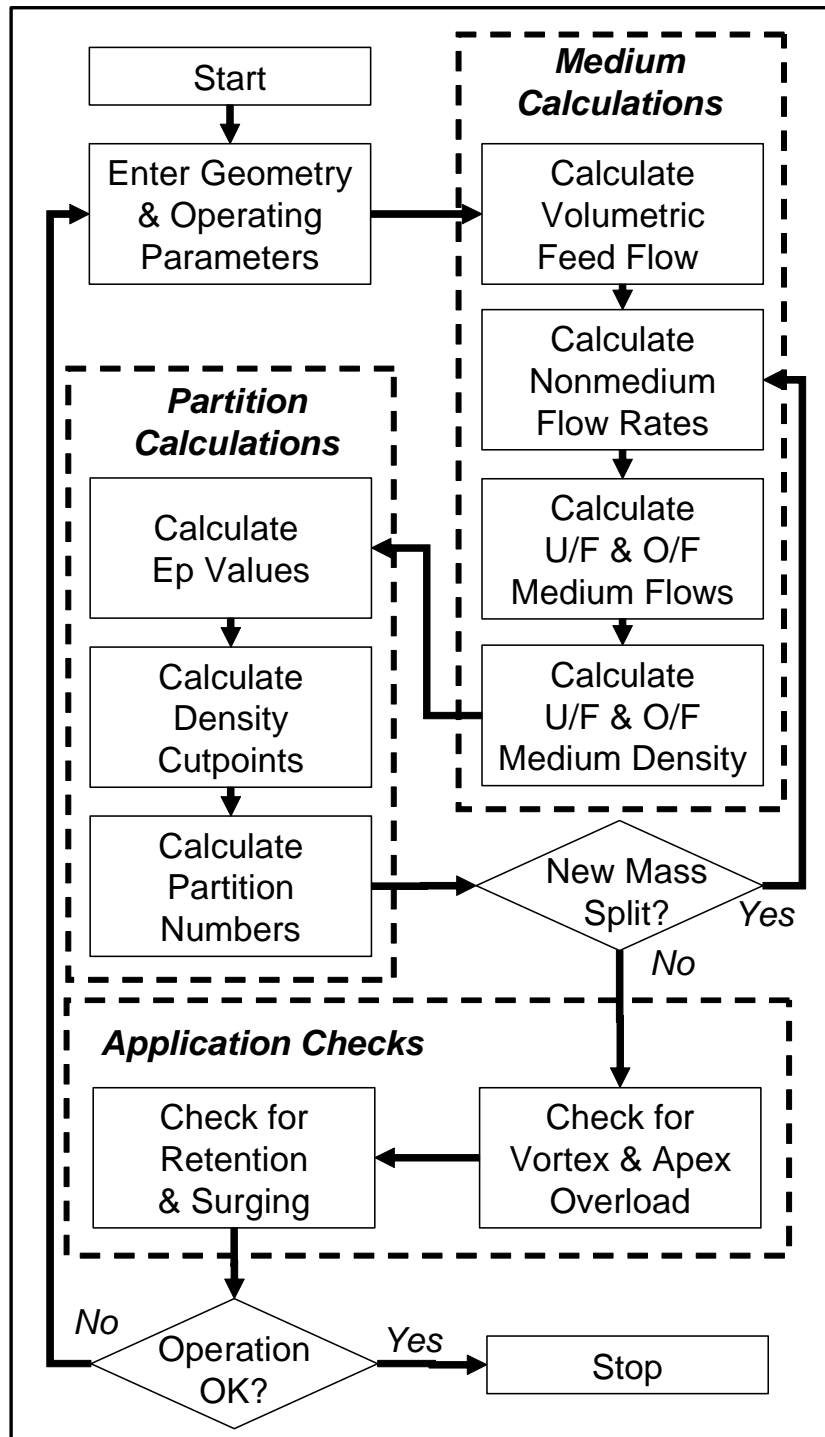 Start
Enter Geometry
& Operating
Parameters
Medium
Calculations
Calculate
Volumetric
Feed Flow
Calculate
Nonmedium
Flow Rates
Calculate
U/F & O/F
Medium Flows
Calculate
U/F & O/F
Medium Density
Partition
Calculations
Calculate
Ep Values
Calculate
Density
Cutpoints
Calculate
Partition
Numbers
New Mass
Split?
Yes
No
Application Checks
Check for
Vortex & Apex
Overload
Check for
Retention
& Surging
Operation
OK?
No
Yes
Stop